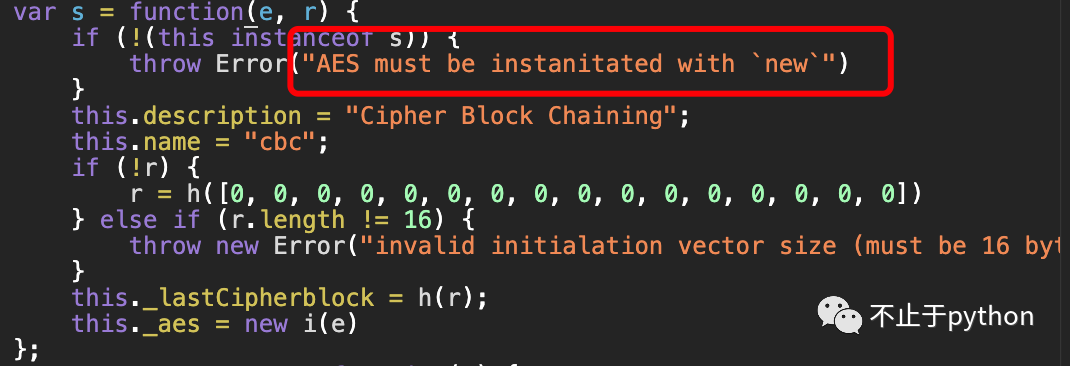 var s = function(e, r) {
if (!(this instanceof s)) {
throw Error("AES must be instanitated with `new`")
}
this.description = "Cipher Block Chaining";
this.name = "cbc";
if (!r) {
r = h([0, 0, 0, 0, 0, 0, 0, 0, 0, 0, 0, 0, 0, 0, 0, 0])
} else if (r.length != 16) {
throw new Error("invalid initialation vector size (must be 16 byt
}
this._lastCipherblock = h(r);
this._aes = new i(e)
};
不止于python